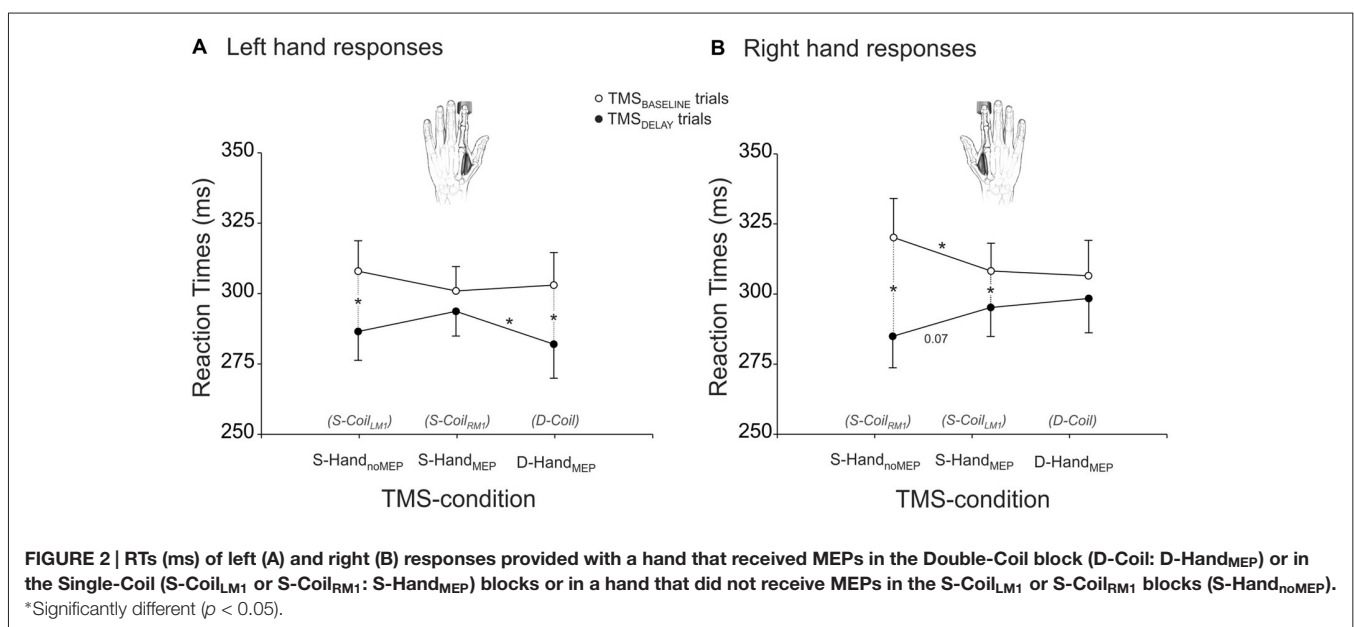 A Left hand responses
B Right hand responses
○ TMSBASELINE trials
● TMSDELAY trials
Reaction Times (ms)
350
325
300
275
250
*
*
*
(S-CoilLM1) (S-CoilRM1) (D-Coil)
S-HandnoMEP S-HandMEP D-HandMEP
TMS-condition
Reaction Times (ms)
350
325
300
275
250
*
*
*
0.07
(S-CoilRM1) (S-CoilLM1) (D-Coil)
S-HandnoMEP S-HandMEP D-HandMEP
TMS-condition
FIGURE 2 | RTs (ms) of left (A) and right (B) responses provided with a hand that received MEPs in the Double-Coil block (D-Coil: D-HandMEP) or in
the Single-Coil (S-CoilLM1 or S-CoilRM1: S-HandMEP) blocks or in a hand that did not receive MEPs in the S-CoilLM1 or S-CoilRM1 blocks (S-HandnoMEP).
*Significantly different (p < 0.05).